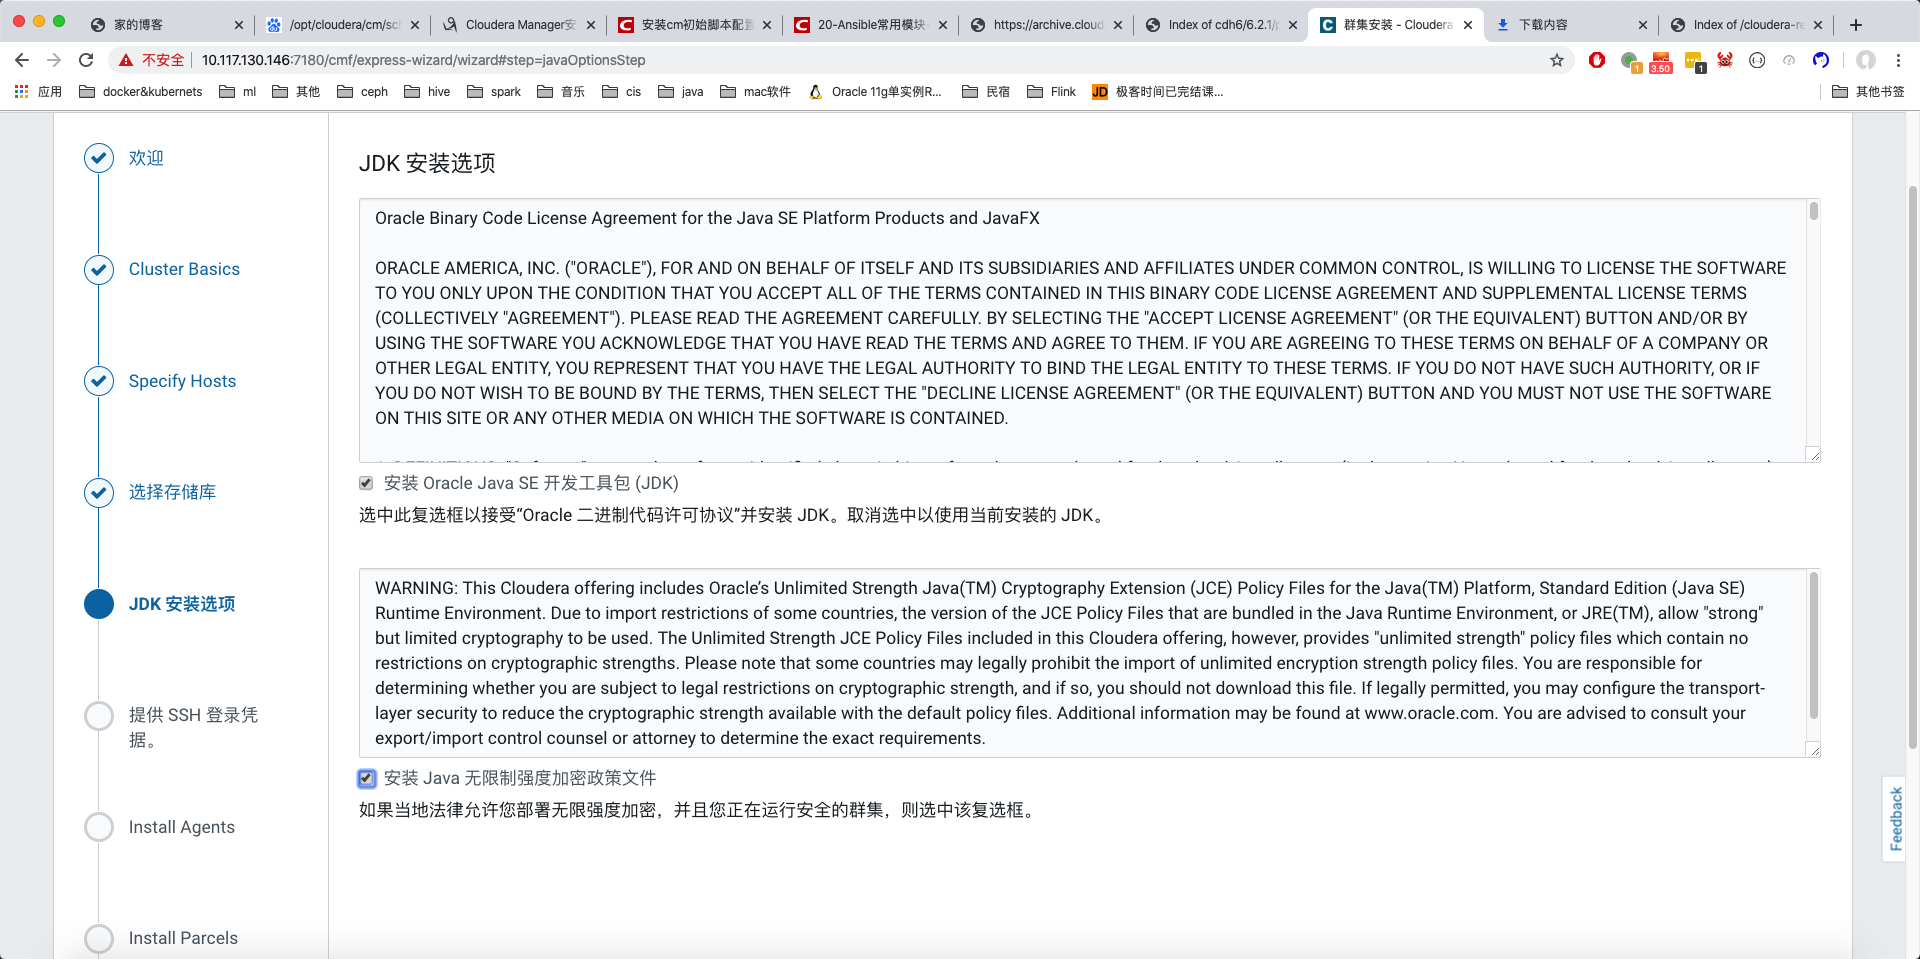 家的博客
/opt/cloudera/cm/sch
Cloudera Manager安
安装cm初始脚本配置
20-Ansible常用模块-
https://archive.cloud
Index of cdh6/6.2.1/p
群集安装 - Cloudera
下载内容
Index of /cloudera-re
不安全 | 10.117.130.146:7180/cmf/express-wizard/wizard#step=javaOptionsStep
1
3.50
1
应用
docker&kubernets
ml
其他
ceph
hive
spark
音乐
cis
java
mac软件
Oracle 11g单实例R...
民宿
Flink
JD
极客时间已完结课...
其他书签
欢迎
Cluster Basics
Specify Hosts
选择存储库
JDK 安装选项
提供 SSH 登录凭
据。
Install Agents
Install Parcels
JDK 安装选项
Oracle Binary Code License Agreement for the Java SE Platform Products and JavaFX
ORACLE AMERICA, INC. ("ORACLE"), FOR AND ON BEHALF OF ITSELF AND ITS SUBSIDIARIES AND AFFILIATES UNDER COMMON CONTROL, IS WILLING TO LICENSE THE SOFTWARE
TO YOU ONLY UPON THE CONDITION THAT YOU ACCEPT ALL OF THE TERMS CONTAINED IN THIS BINARY CODE LICENSE AGREEMENT AND SUPPLEMENTAL LICENSE TERMS
(COLLECTIVELY "AGREEMENT"). PLEASE READ THE AGREEMENT CAREFULLY. BY SELECTING THE "ACCEPT LICENSE AGREEMENT" (OR THE EQUIVALENT) BUTTON AND/OR BY
USING THE SOFTWARE YOU ACKNOWLEDGE THAT YOU HAVE READ THE TERMS AND AGREE TO THEM. IF YOU ARE AGREEING TO THESE TERMS ON BEHALF OF A COMPANY OR
OTHER LEGAL ENTITY, YOU REPRESENT THAT YOU HAVE THE LEGAL AUTHORITY TO BIND THE LEGAL ENTITY TO THESE TERMS. IF YOU DO NOT HAVE SUCH AUTHORITY, OR IF
YOU DO NOT WISH TO BE BOUND BY THE TERMS, THEN SELECT THE "DECLINE LICENSE AGREEMENT" (OR THE EQUIVALENT) BUTTON AND YOU MUST NOT USE THE SOFTWARE
ON THIS SITE OR ANY OTHER MEDIA ON WHICH THE SOFTWARE IS CONTAINED.
安装 Oracle Java SE 开发工具包 (JDK)
选中此复选框以接受“Oracle 二进制代码许可协议”并安装 JDK。取消选中以使用当前安装的 JDK。
WARNING: This Cloudera offering includes Oracle’s Unlimited Strength Java(TM) Cryptography Extension (JCE) Policy Files for the Java(TM) Platform, Standard Edition (Java SE)
Runtime Environment. Due to import restrictions of some countries, the version of the JCE Policy Files that are bundled in the Java Runtime Environment, or JRE(TM), allow "strong"
but limited cryptography to be used. The Unlimited Strength JCE Policy Files included in this Cloudera offering, however, provides "unlimited strength" policy files which contain no
restrictions on cryptographic strengths. Please note that some countries may legally prohibit the import of unlimited encryption strength policy files. You are responsible for
determining whether you are subject to legal restrictions on cryptographic strength, and if so, you should not download this file. If legally permitted, you may configure the transport-
layer security to reduce the cryptographic strength available with the default policy files. Additional information may be found at www.oracle.com. You are advised to consult your
export/import control counsel or attorney to determine the exact requirements.
安装 Java 无限制强度加密政策文件
如果当地法律允许您部署无限强度加密，并且您正在运行安全的群集，则选中该复选框。
Feedback